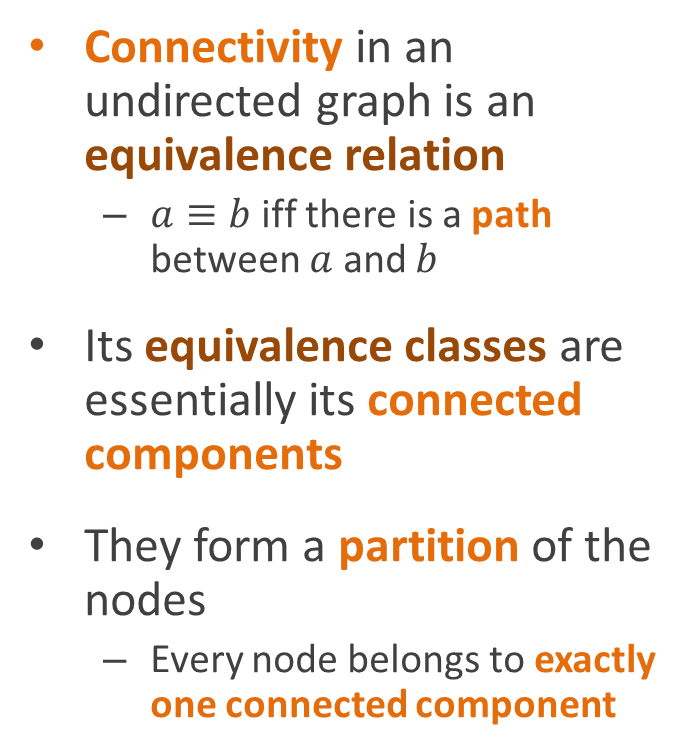 • Connectivity in an
undirected graph is an
equivalence relation
– a ≡ b iff there is a path
between a and b
• Its equivalence classes are
essentially its connected
components
• They form a partition of the
nodes
– Every node belongs to exactly
one connected component